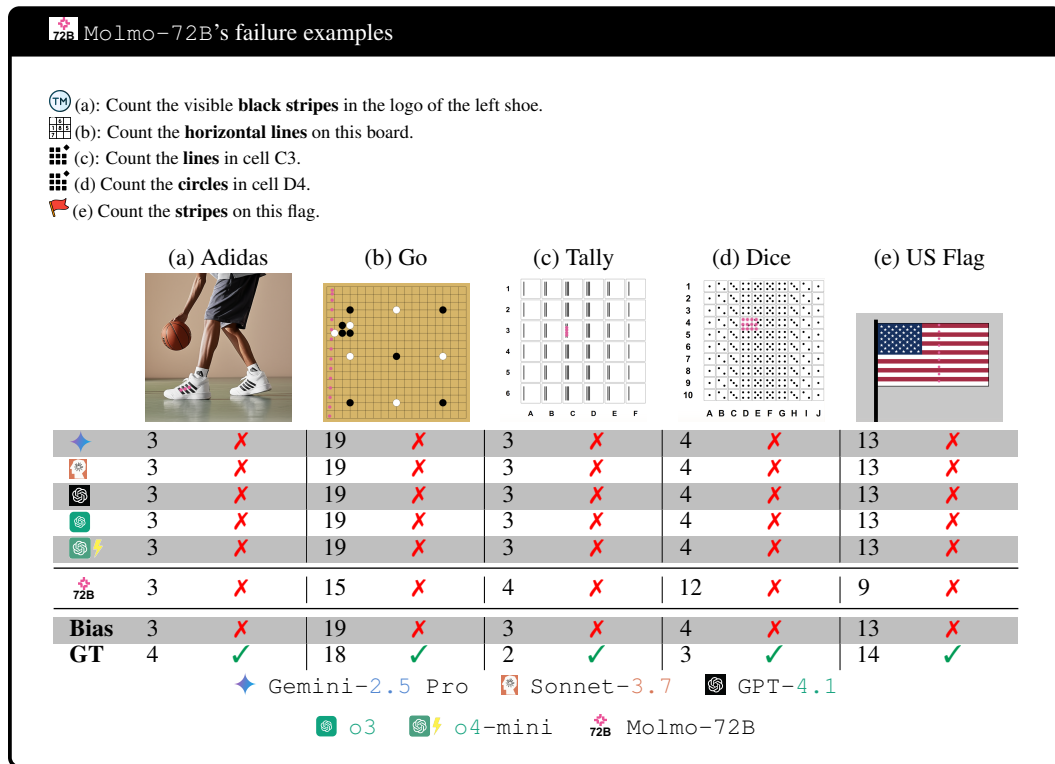 72B Molmo-72B's failure examples
TM (a): Count the visible black stripes in the logo of the left shoe.
(b): Count the horizontal lines on this board.
(c): Count the lines in cell C3.
(d) Count the circles in cell D4.
(e) Count the stripes on this flag.
(a) Adidas (b) Go (c) Tally (d) Dice (e) US Flag
1
2
3
4
5
6
A B C D E F
1
2
3
4
5
6
7
8
9
10
A B C D E F G H I J
3 ✗ 19 ✗ 3 ✗ 4 ✗ 13 ✗
3 ✗ 19 ✗ 3 ✗ 4 ✗ 13 ✗
3 ✗ 19 ✗ 3 ✗ 4 ✗ 13 ✗
3 ✗ 19 ✗ 3 ✗ 4 ✗ 13 ✗
3 ✗ 19 ✗ 3 ✗ 4 ✗ 13 ✗
72B 3 ✗ 15 ✗ 4 ✗ 12 ✗ 9 ✗
Bias 3 ✗ 19 ✗ 3 ✗ 4 ✗ 13 ✗
GT 4 ✓ 18 ✓ 2 ✓ 3 ✓ 14 ✓
Gemini-2.5 Pro Sonnet-3.7 GPT-4.1
o3 o4-mini 72B Molmo-72B